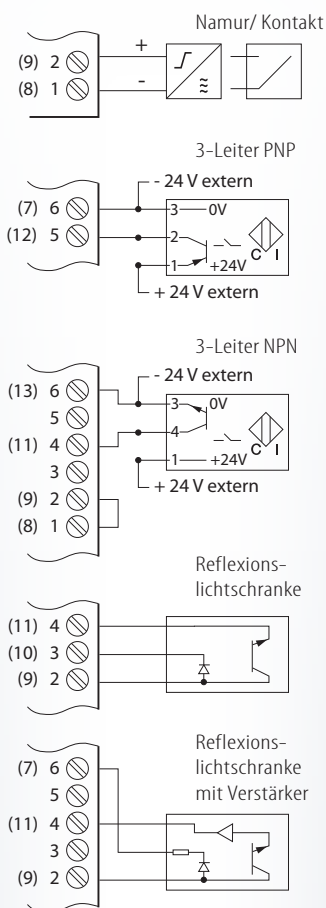 Namur/ Kontakt
+
(9) 2
(8) 1
-
3-Leiter PNP
- 24 V extern
(7) 6
3 0V
(12) 5
2
1 +24V
C I
+ 24 V extern
3-Leiter NPN
- 24 V extern
(13) 6
3 0V
5
(11) 4
4
3
1 +24V
C I
(9) 2
+ 24 V extern
(8) 1
Reflexions-
lichtschranke
(11) 4
(10) 3
(9) 2
Reflexions-
lichtschranke
mit Verstärker
(7) 6
5
(11) 4
3
(9) 2